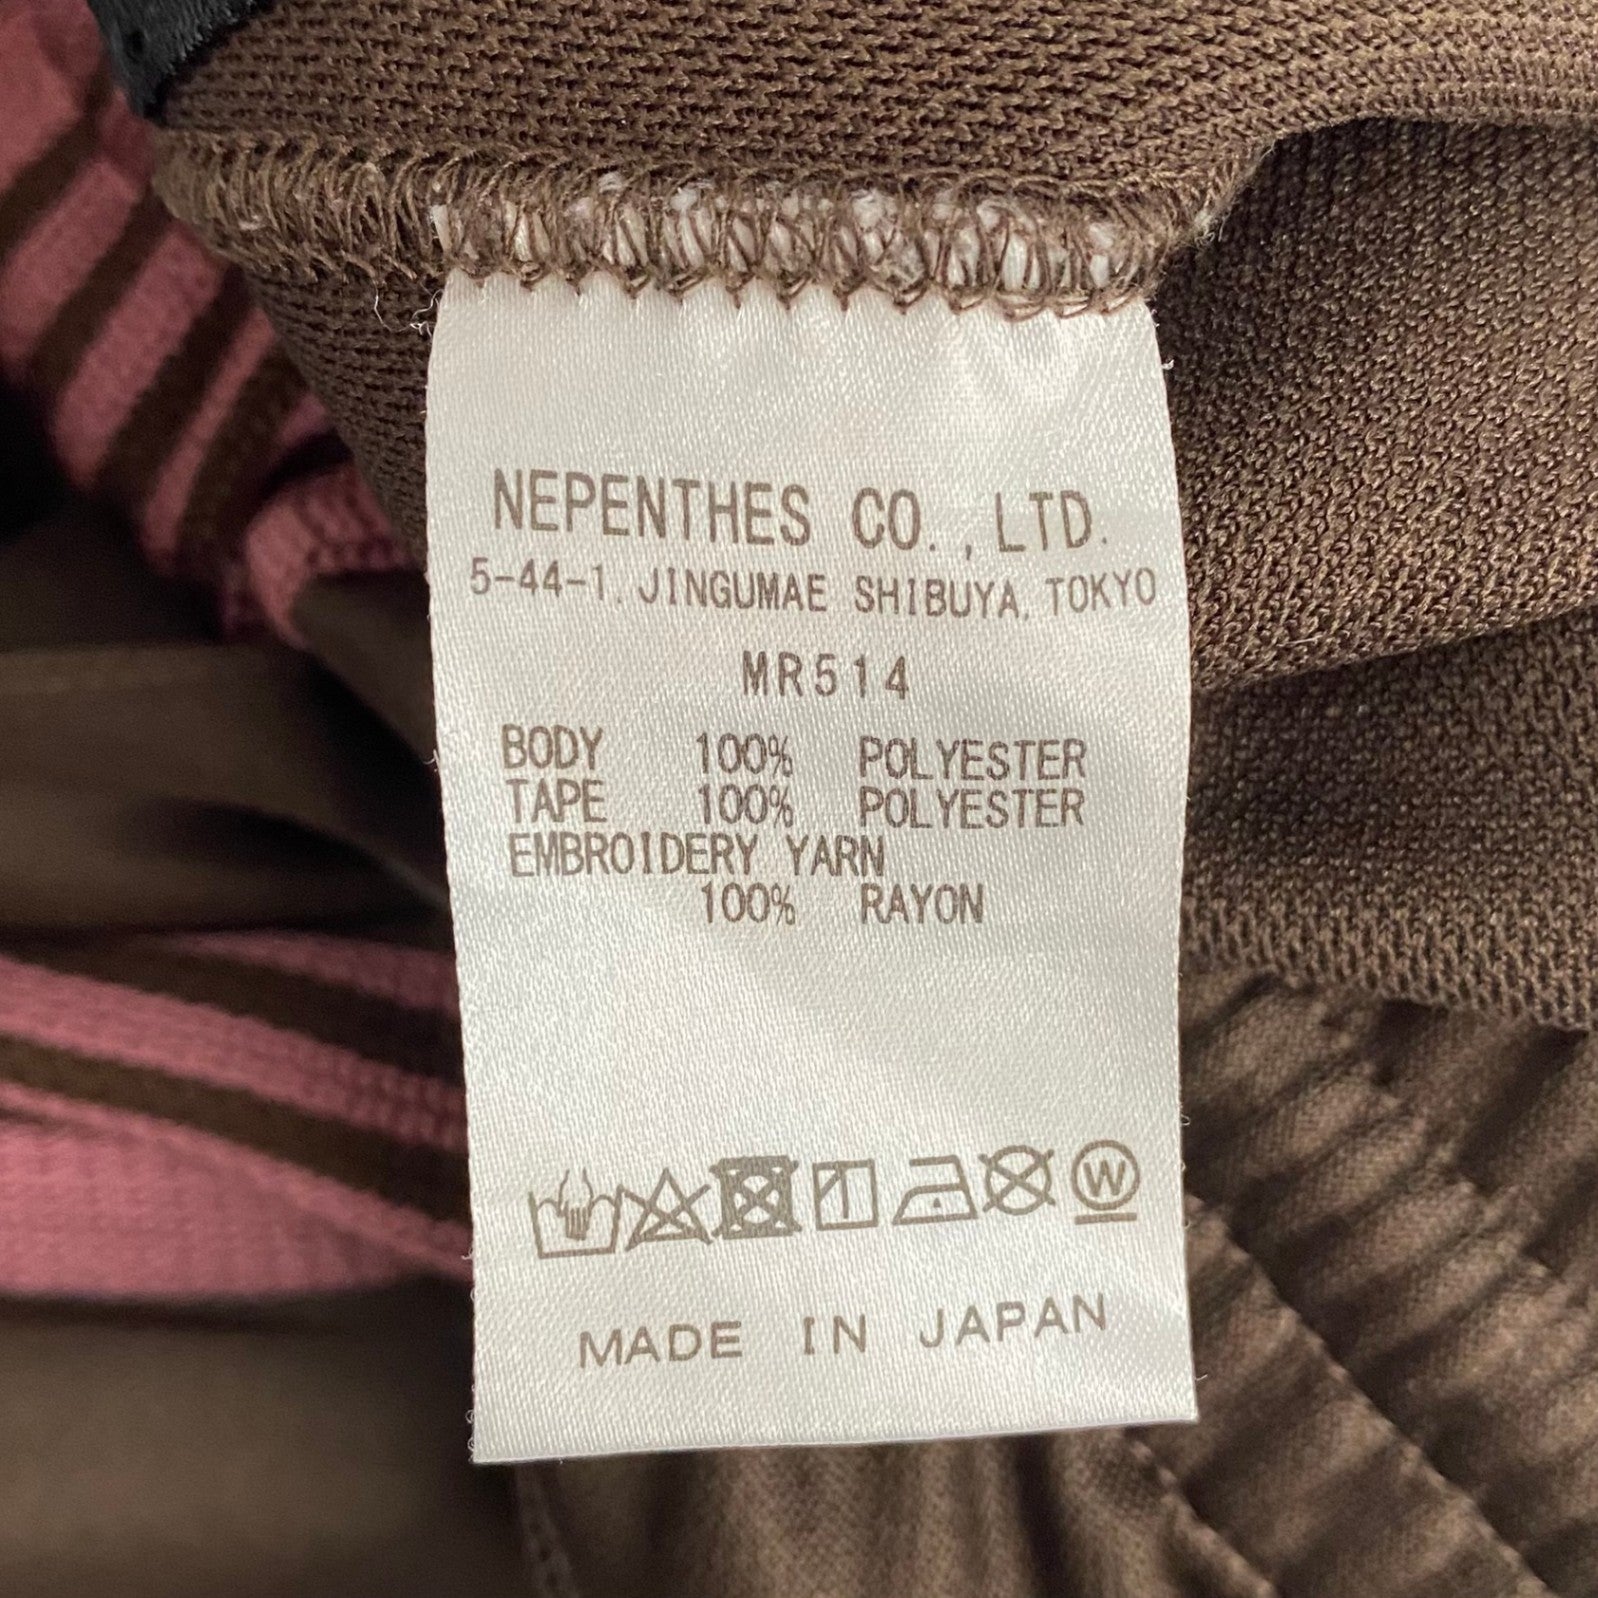 NEPENTHES CO., LTD.
5-44-1, JINGUMAE SHIBUYA, TOKYO
MR514
BODY 100% POLYESTER
TAPE 100% POLYESTER
EMBROIDERY YARN
100% RAYON
W
MADE IN JAPAN